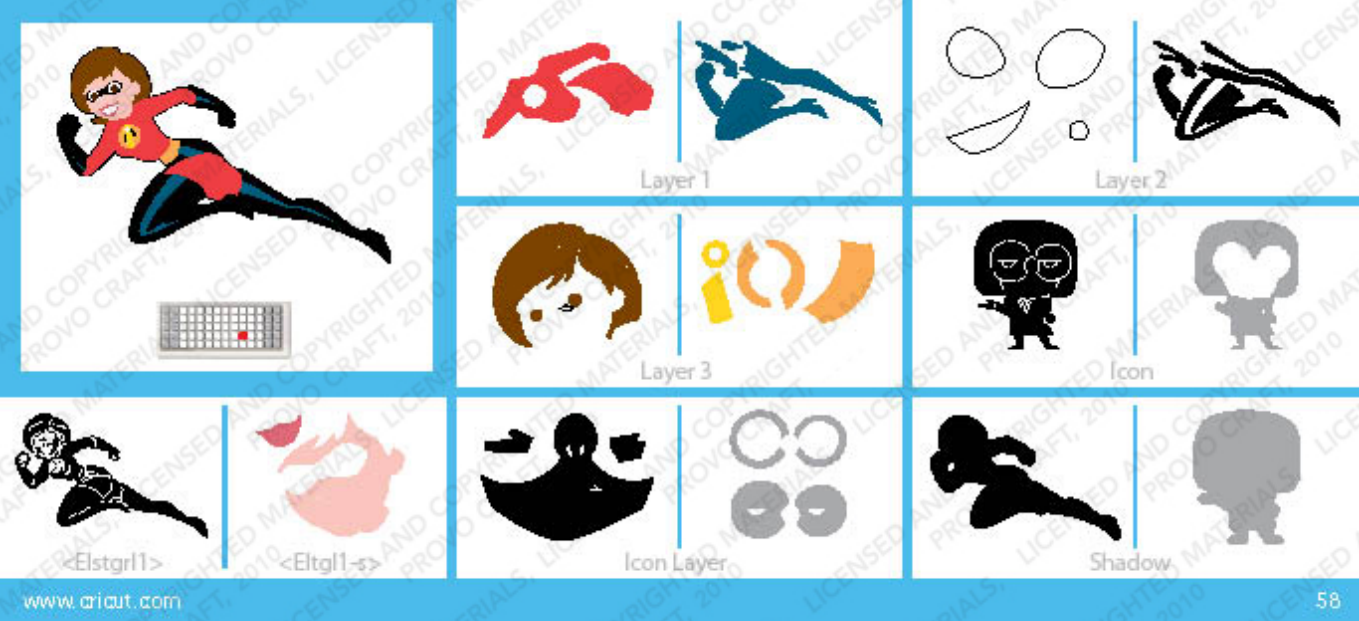 Layer 1
Layer 2
Layer 3
Icon
<Elstgrl1>
<Eltgl1-s>
Icon Layer
Shadow
www.cricut.com
58
LICENSED AND COPYRIGHTED MATERIALS,
PROVO CRAFT, 2010